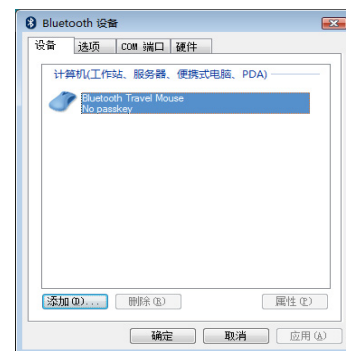 Bluetooth 设备
设备 选项 COM 端口 硬件
计算机(工作站、服务器、便携式电脑、PDA)
Bluetooth Travel Mouse
No passkey
添加(D)... 删除(R) 属性(P)
确定 取消 应用(A)